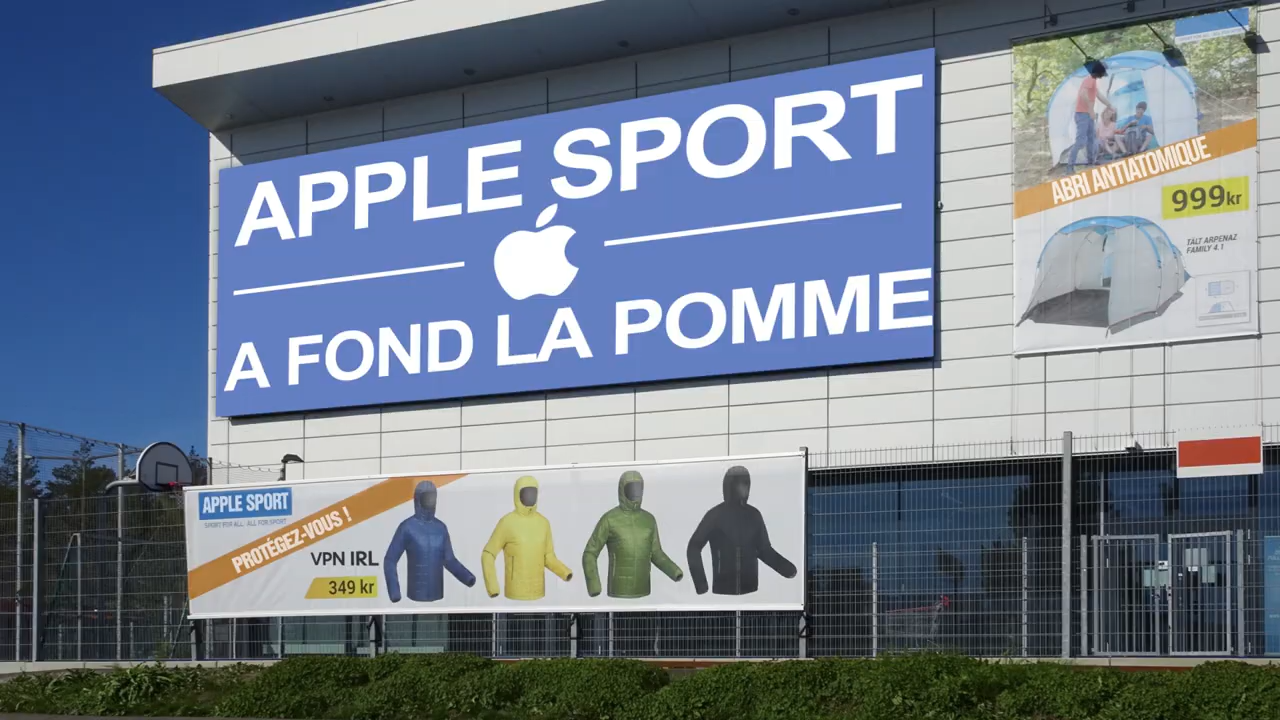 APPLE SPORT
A FOND LA POMME
ABRI ANTIATOMIQUE
999kr
TÄLT ARPENAZ
FAMILY 4.1
APPLE SPORT
SPORT FOR ALL · ALL FOR SPORT
PROTÉGEZ-VOUS !
VPN IRL
349 kr